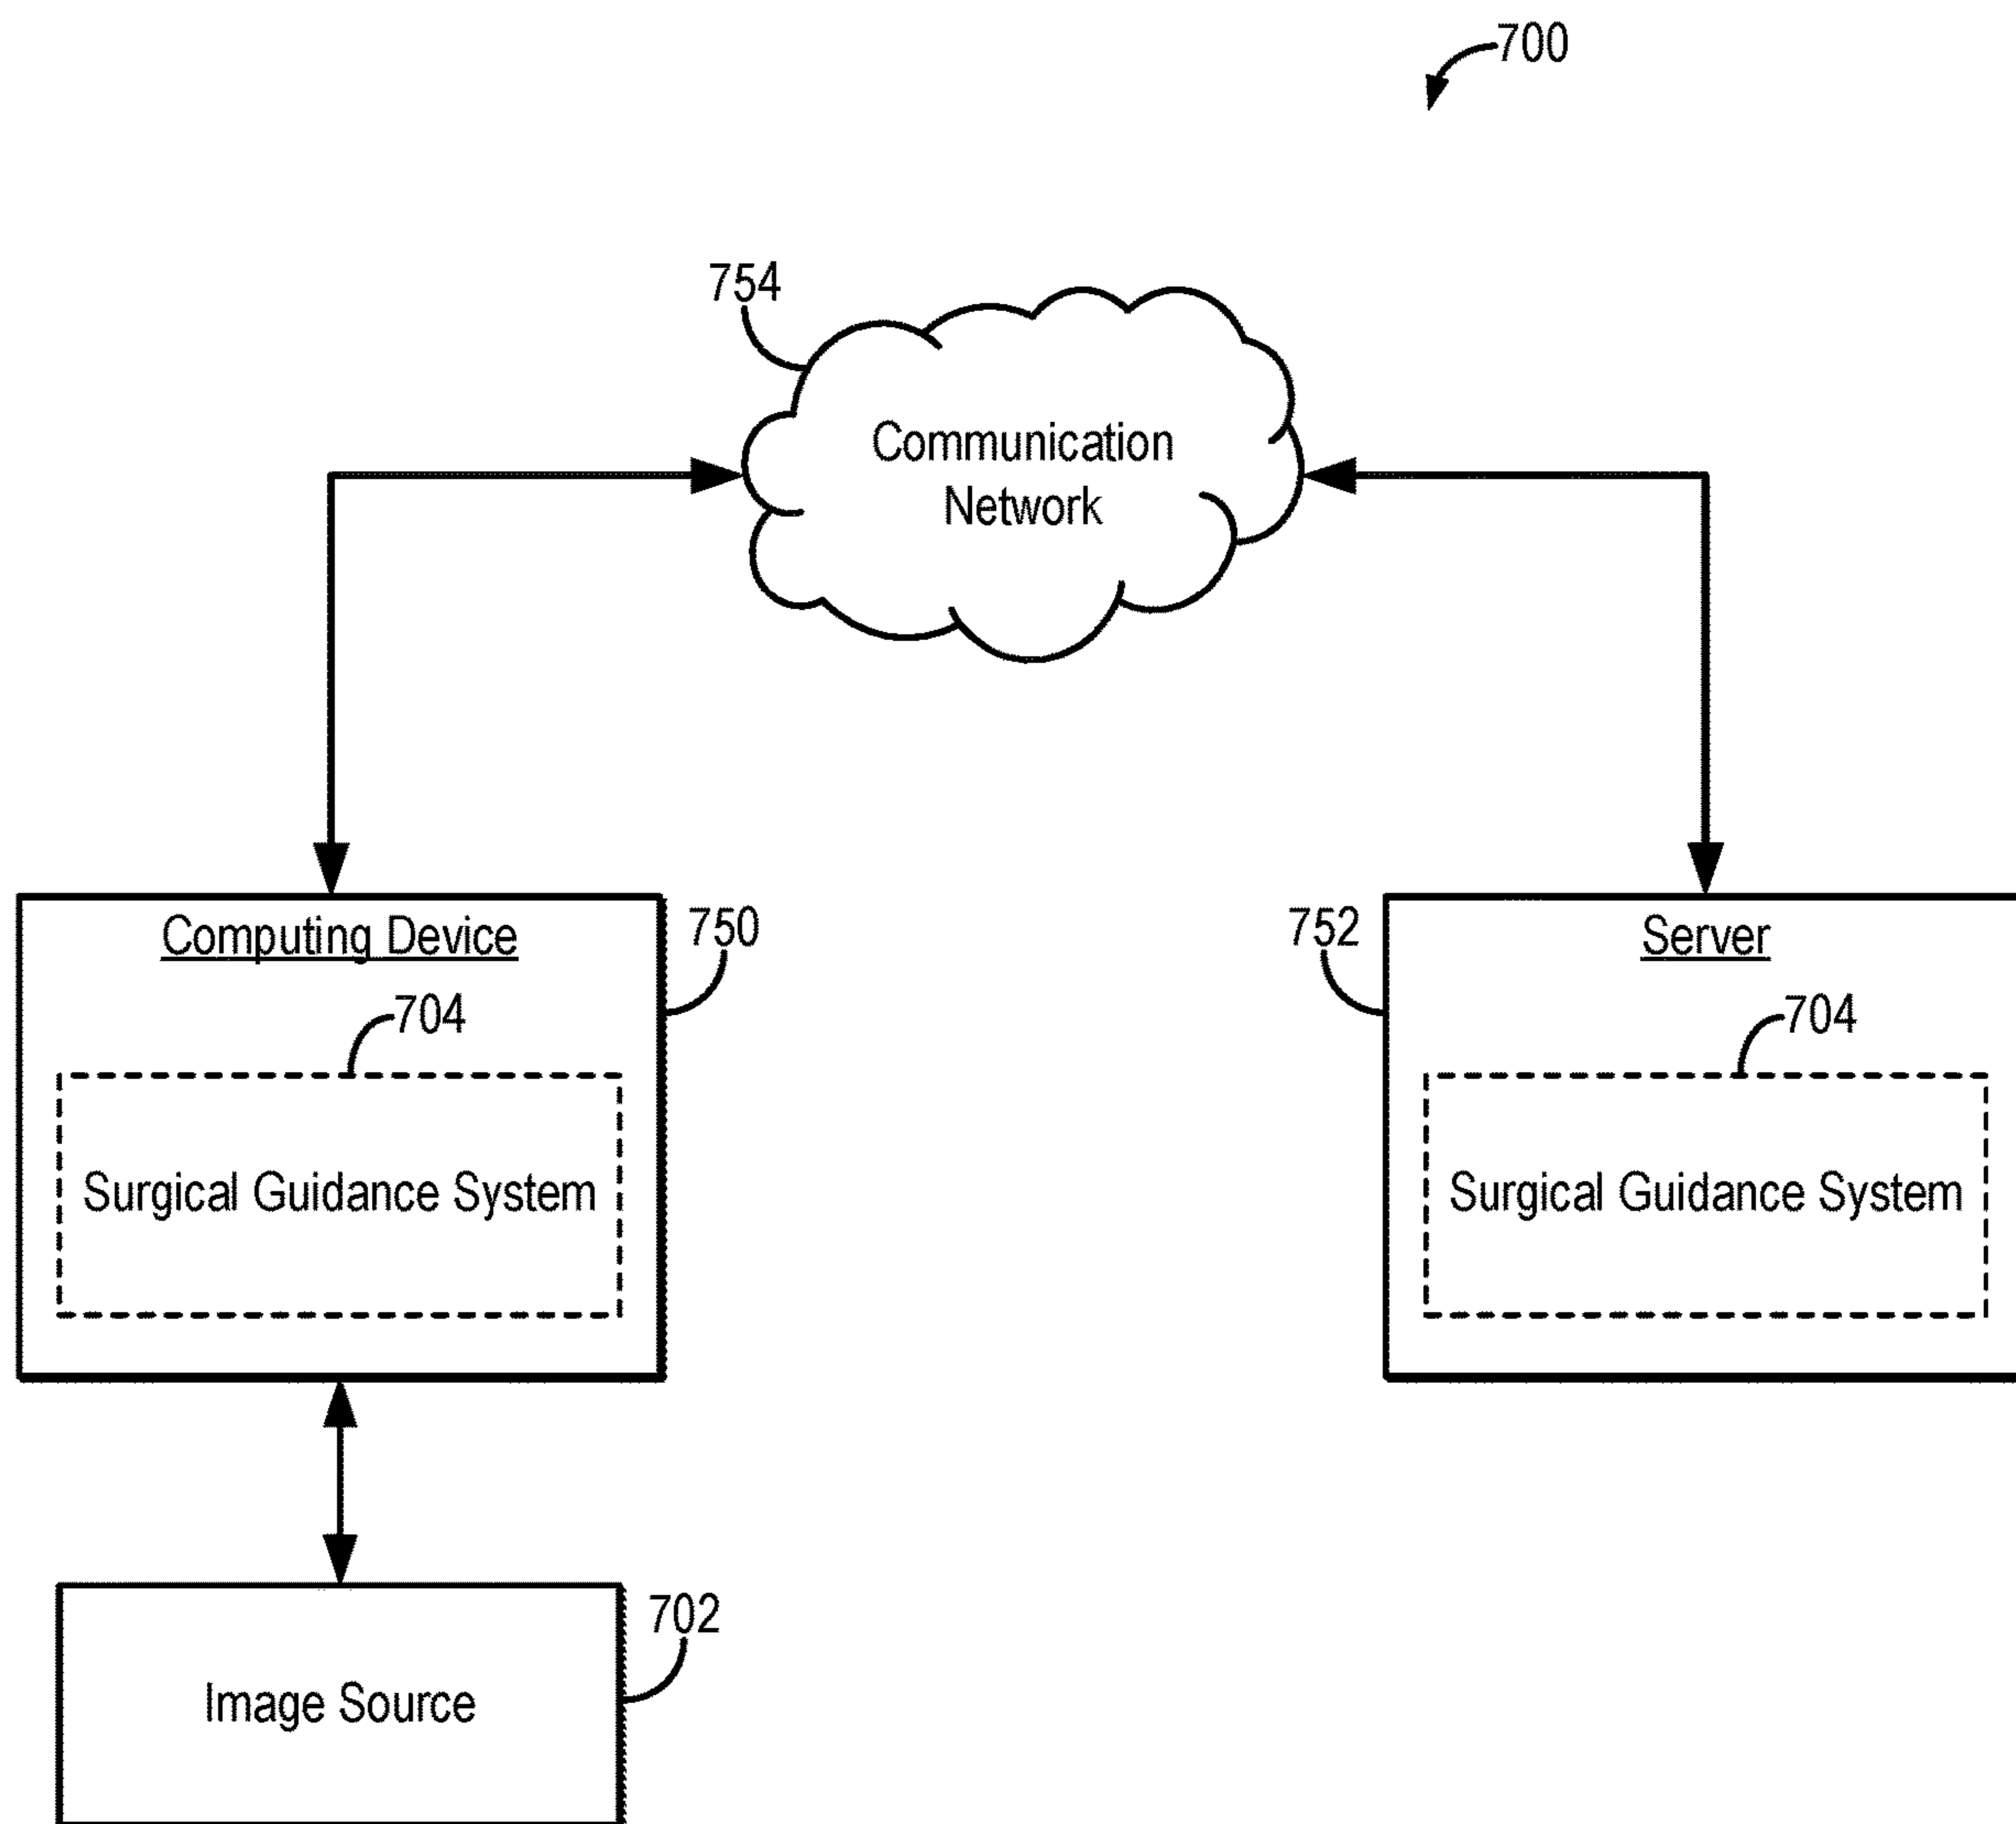 700
754
Communication
Network
Computing Device
750
704
Surgical Guidance System
752
Server
704
Surgical Guidance System
702
Image Source